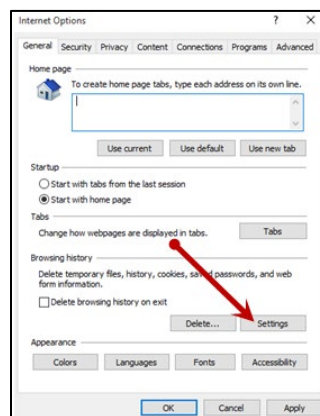 Internet Options ? X
General Security Privacy Content Connections Programs Advanced
Home page
To create home page tabs, type each address on its own line.
Use current Use default Use new tab
Startup
Start with tabs from the last session
Start with home page
Tabs
Change how webpages are displayed in tabs. Tabs
Browsing history
Delete temporary files, history, cookies, saved passwords, and web
form information.
Delete browsing history on exit
Delete... Settings
Appearance
Colors Languages Fonts Accessibility
OK Cancel Apply